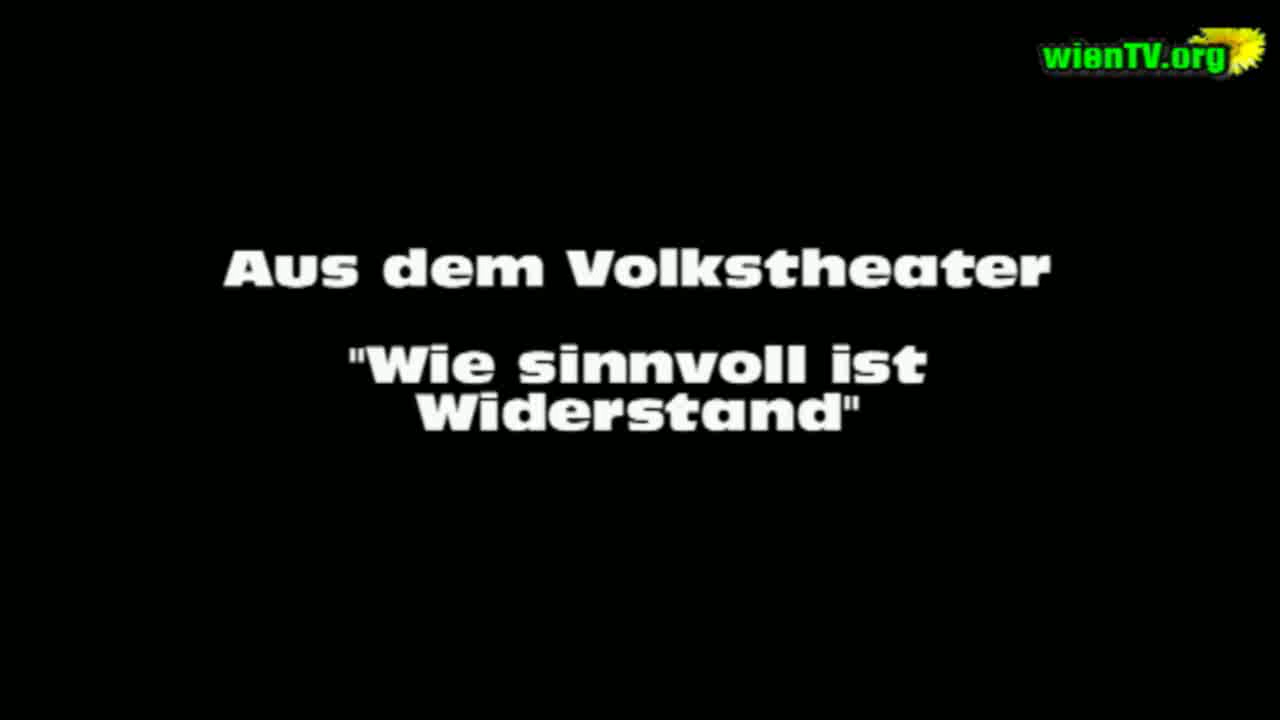 wienTV.org
Aus dem Volkstheater
"Wie sinnvoll ist
Widerstand"